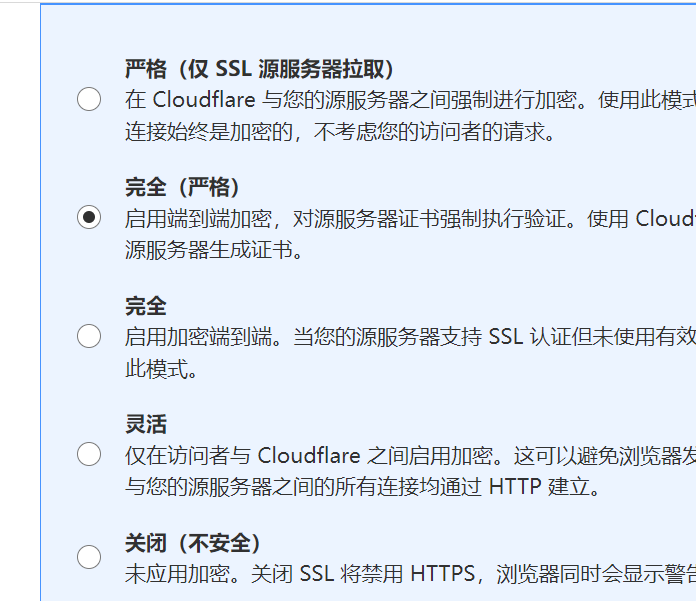 严格（仅 SSL 源服务器拉取）
在 Cloudflare 与您的源服务器之间强制进行加密。使用此模
连接始终是加密的，不考虑您的访问者的请求。
完全（严格）
启用端到端加密，对源服务器证书强制执行验证。使用 Cloud
源服务器生成证书。
完全
启用加密端到端。当您的源服务器支持 SSL 认证但未使用有效
此模式。
灵活
仅在访问者与 Cloudflare 之间启用加密。这可以避免浏览器发
与您的源服务器之间的所有连接均通过 HTTP 建立。
关闭（不安全）
未应用加密。关闭 SSL 将禁用 HTTPS，浏览器同时会显示警告